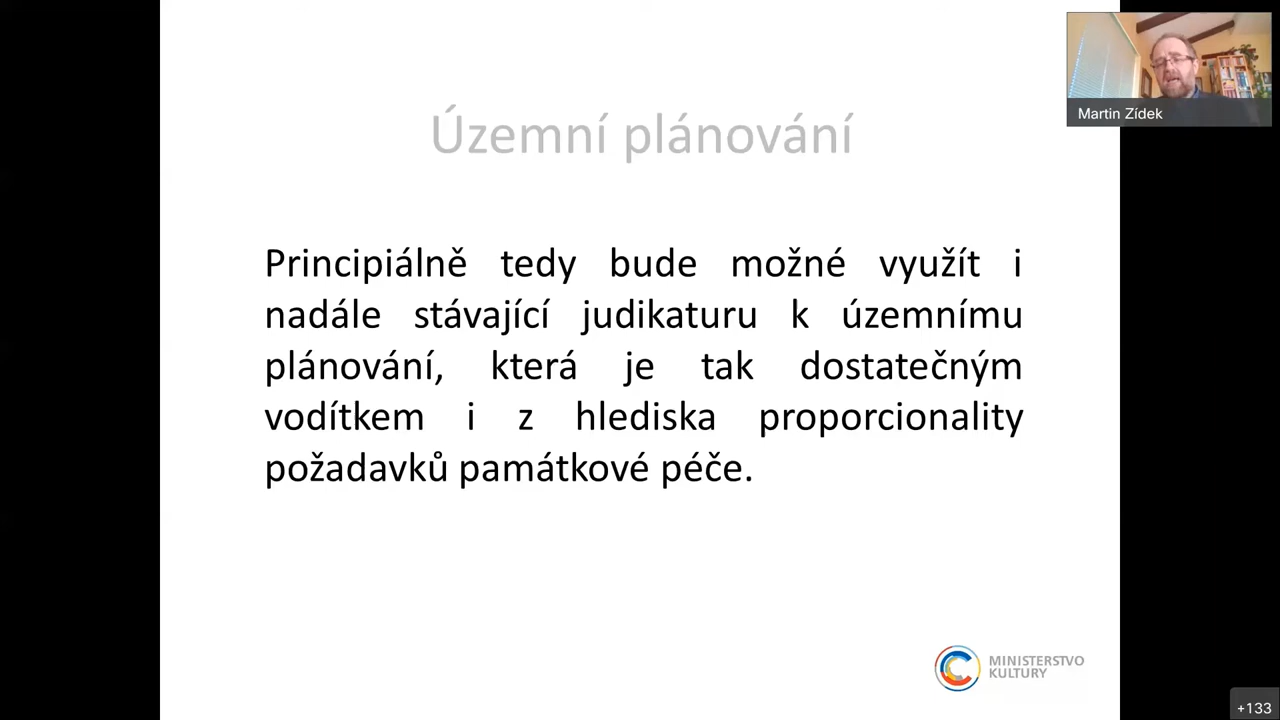 Územní plánování
Principiálně tedy bude možné využít i
nadále stávající judikaturu k územnímu
plánování, která je tak dostatečným
vodítkem i z hlediska proporcionality
požadavků památkové péče.
Martin Zídek
MINISTERSTVO
KULTURY
+133